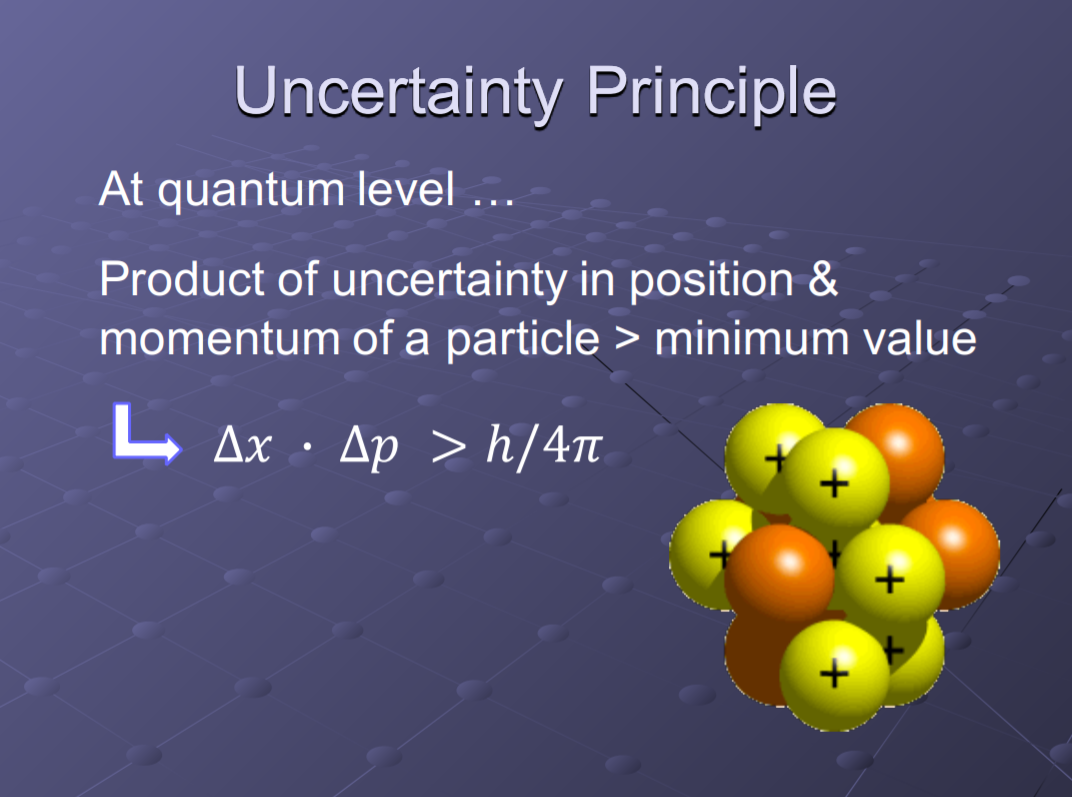 Uncertainty Principle
At quantum level …
Product of uncertainty in position &
momentum of a particle > minimum value
Δx · Δp > h/4π
+
+
+
+
+
+
+